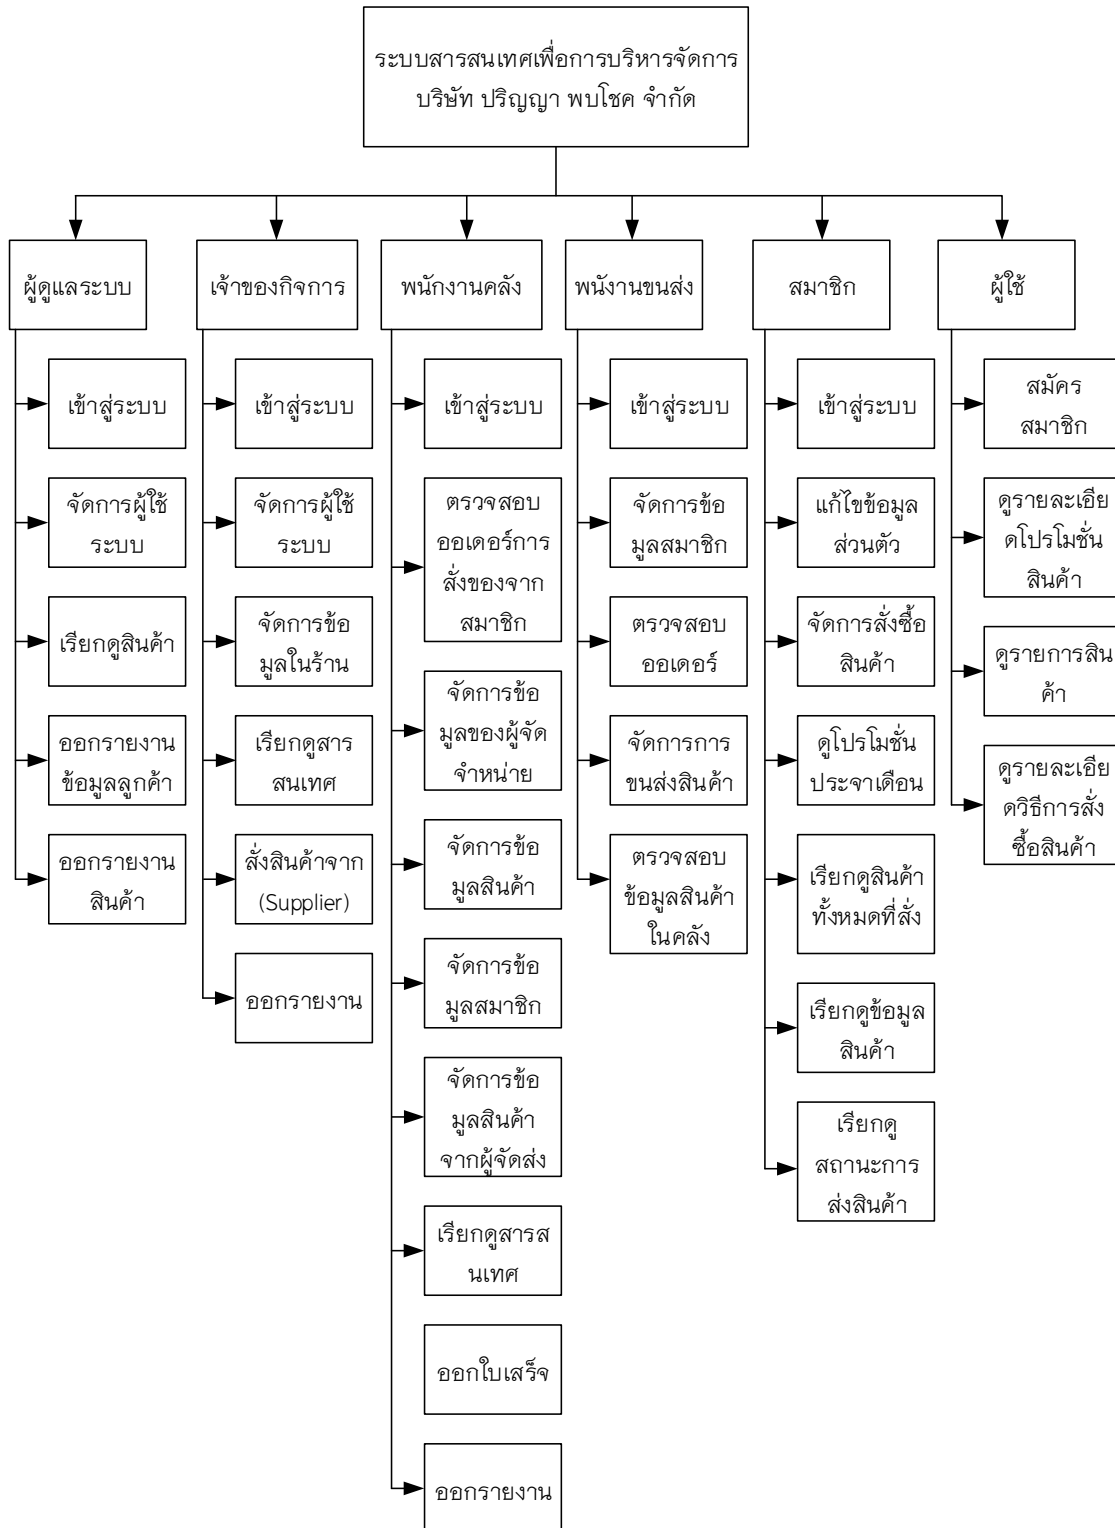 ระบบสารสนเทศเพื่อการบริหารจัดการ
บริษัท ปริญญา พบโชค จำกัด
ผู้ดูแลระบบ
เข้าสู่ระบบ
จัดการผู้ใช้
ระบบ
เรียกดูสินค้า
ออกรายงาน
ข้อมูลลูกค้า
ออกรายงาน
สินค้า
เจ้าของกิจการ
เข้าสู่ระบบ
จัดการผู้ใช้
ระบบ
จัดการข้อ
มูลในร้าน
เรียกดูสาร
สนเทศ
สั่งสินค้าจาก
(Supplier)
ออกรายงาน
พนักงานคลัง
เข้าสู่ระบบ
ตรวจสอบ
ออเดอร์การ
สั่งของจาก
สมาชิก
จัดการข้อ
มูลของผู้จัด
จำหน่าย
จัดการข้อ
มูลสินค้า
จัดการข้อ
มูลสมาชิก
จัดการข้อ
มูลสินค้า
จากผู้จัดส่ง
เรียกดูสารส
นเทศ
ออกใบเสร็จ
ออกรายงาน
พนังานขนส่ง
เข้าสู่ระบบ
จัดการข้อ
มูลสมาชิก
ตรวจสอบ
ออเดอร์
จัดการการ
ขนส่งสินค้า
ตรวจสอบ
ข้อมูลสินค้า
ในคลัง
สมาชิก
เข้าสู่ระบบ
แก้ไขข้อมูล
ส่วนตัว
จัดการสั่งซื้อ
สินค้า
ดูโปรโมชั่น
ประจาเดือน
เรียกดูสินค้า
ทั้งหมดที่สั่ง
เรียกดูข้อมูล
สินค้า
เรียกดู
สถานะการ
ส่งสินค้า
ผู้ใช้
สมัคร
สมาชิก
ดูรายละเอีย
ดโปรโมชั่น
สินค้า
ดูรายการสิน
ค้า
ดูรายละเอีย
ดวิธีการสั่ง
ซื้อสินค้า